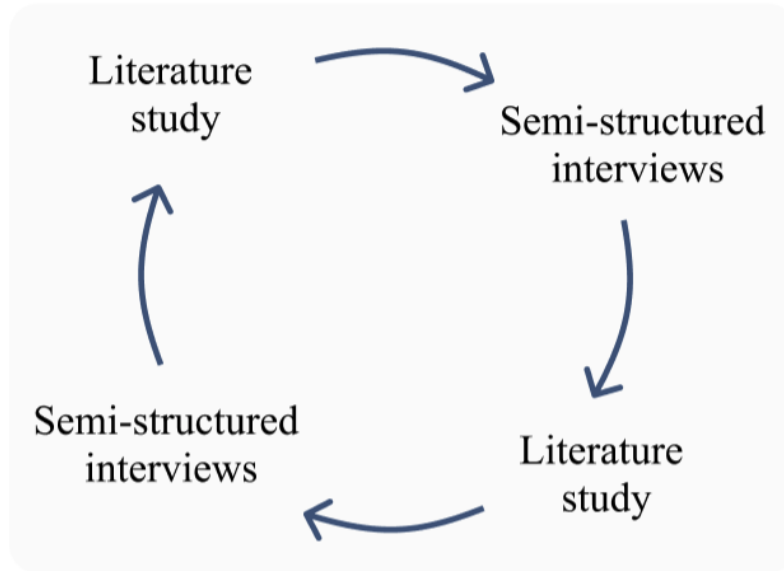 Literature
study
Semi-structured
interviews
Semi-structured
interviews
Literature
study